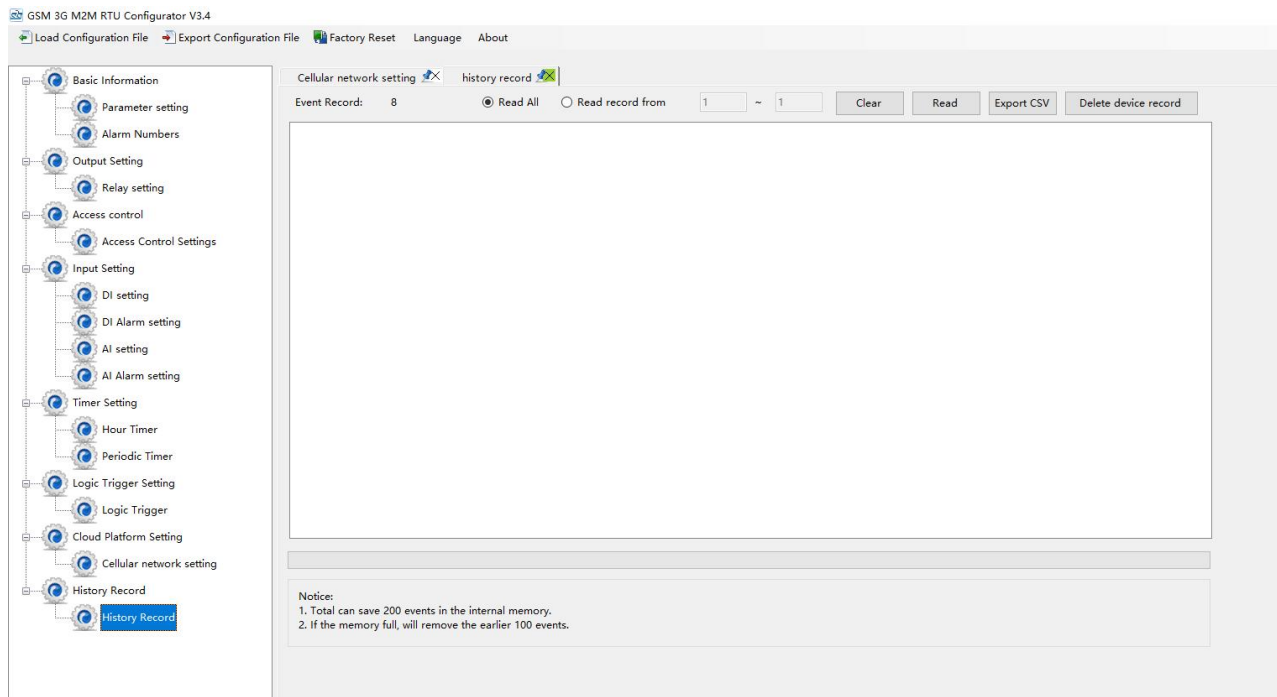 GSM 3G M2M RTU Configurator V3.4
Load Configuration File Export Configuration File Factory Reset Language About
Basic Information
Parameter setting
Alarm Numbers
Output Setting
Relay setting
Access control
Access Control Settings
Input Setting
DI setting
DI Alarm setting
AI setting
AI Alarm setting
Timer Setting
Hour Timer
Periodic Timer
Logic Trigger Setting
Logic Trigger
Cloud Platform Setting
Cellular network setting
History Record
History Record
Cellular network setting history record
Event Record: 8 Read All Read record from 1 ~ 1 Clear Read Export CSV Delete device record
Notice:
1. Total can save 200 events in the internal memory.
2. If the memory full, will remove the earlier 100 events.